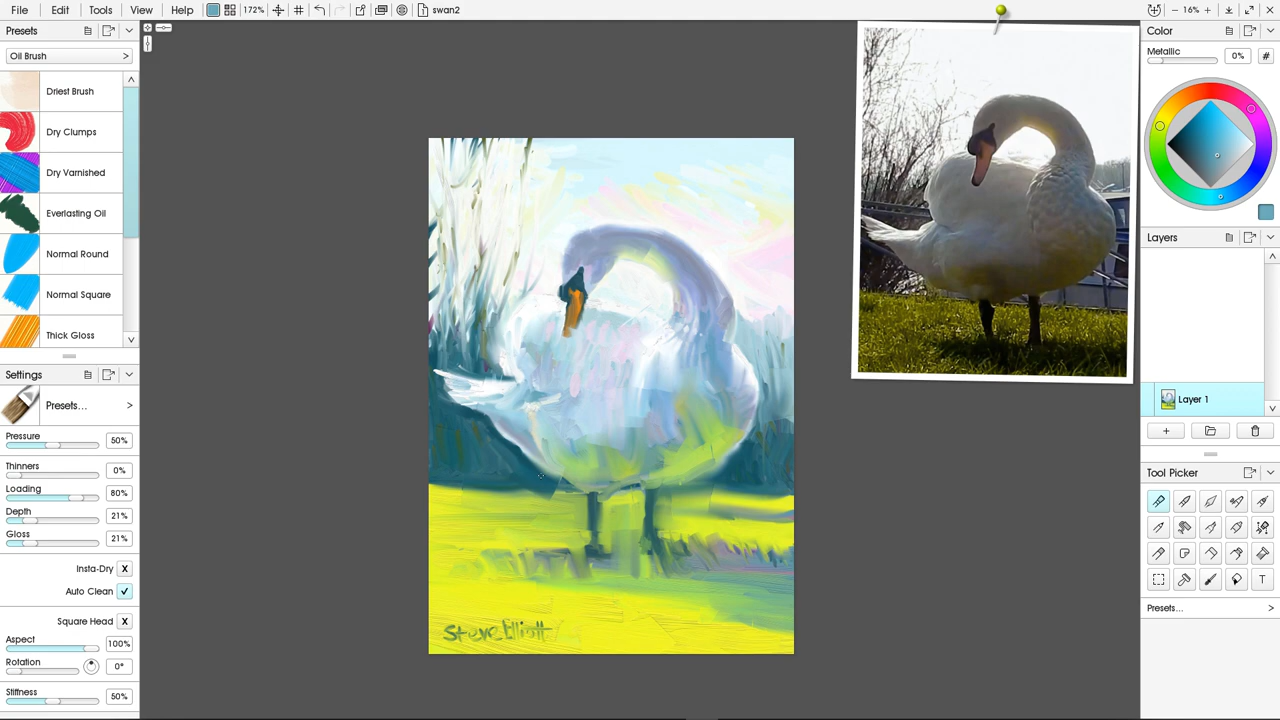 File Edit Tools View Help 172% swan2 16%
Presets
Oil Brush >
Driest Brush
Dry Clumps
Dry Varnished
Everlasting Oil
Normal Round
Normal Square
Thick Gloss
Settings
Presets... >
Pressure 50%
Thinners 0%
Loading 80%
Depth 21%
Gloss 21%
Insta-Dry X
Auto Clean
Square Head X
Aspect 100%
Rotation 0°
Stiffness 50%
Steve Elliott
Color
Metallic 0% #
Layers
Layer 1
Tool Picker
T
Presets... >